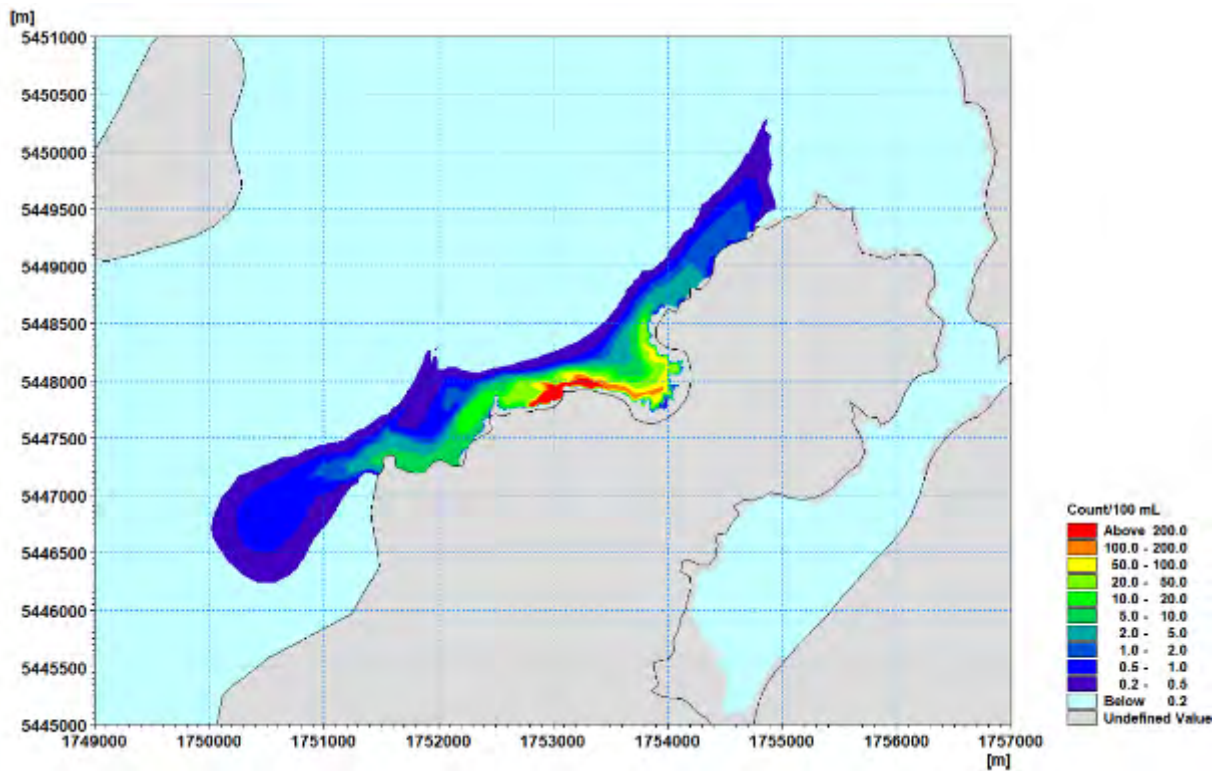 [m]
5451000
5450500
5450000
5449500
5449000
5448500
5448000
5447500
5447000
5446500
5446000
5445500
5445000
1749000 1750000 1751000 1752000 1753000 1754000 1755000 1756000 1757000
[m]
Count/100 mL
Above 200.0
100.0 - 200.0
50.0 - 100.0
20.0 - 50.0
10.0 - 20.0
5.0 - 10.0
2.0 - 5.0
1.0 - 2.0
0.5 - 1.0
0.2 - 0.5
Below 0.2
Undefined Value